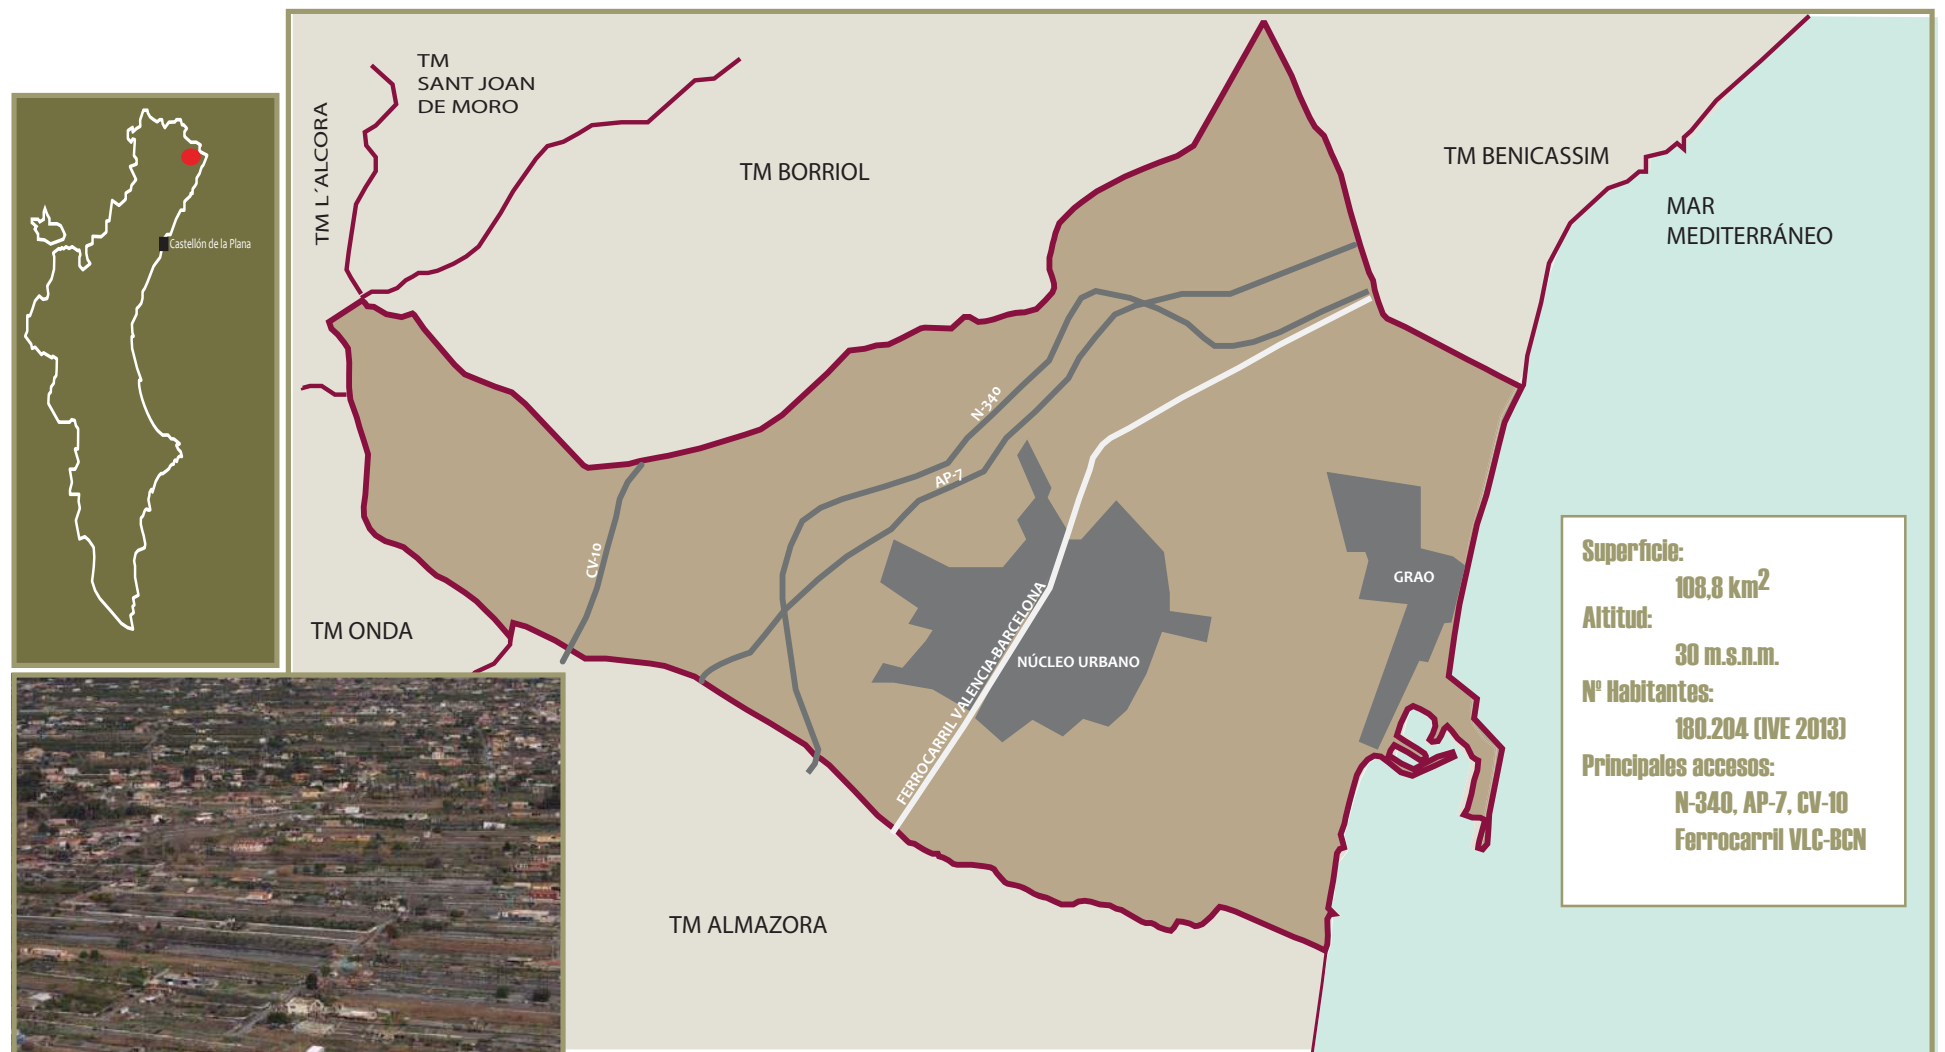 TM
SANT JOAN
DE MORO
TM L´ALCORA
TM BORRIOL
TM BENICASSIM
MAR
MEDITERRÁNEO
Castellón de la Plana
N-340
AP-7
CV-10
GRAO
TM ONDA
NÚCLEO URBANO
FERROCARRIL VALENCIA-BARCELONA
TM ALMAZORA
Superficie:
108,8 km²
Altitud:
30 m.s.n.m.
Nº Habitantes:
180.204 (IVE 2013)
Principales accesos:
N-340, AP-7, CV-10
Ferrocarril VLC-BCN